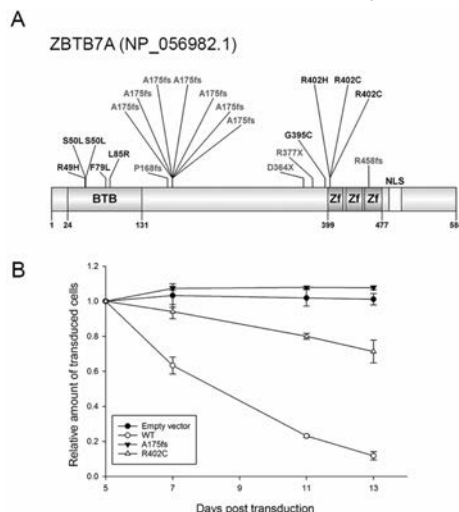 A
ZBTB7A (NP_056982.1)
A175fs A175fs A175fs
A175fs A175fs
A175fs A175fs
A175fs A175fs
R402H R402C
R402C
S50L S50L
L85R
R49H F79L
P168fs
G395C
R377X
D364X
R458fs
NLS
BTB
Zf Zf Zf
1 24 131 399 477 58
B
Relative amount of transduced cells
1.2
1.0
0.8
0.6
0.4
0.2
0.0
Empty vector
WT
A175fs
R402C
5 7 9 11 13
Days post transduction